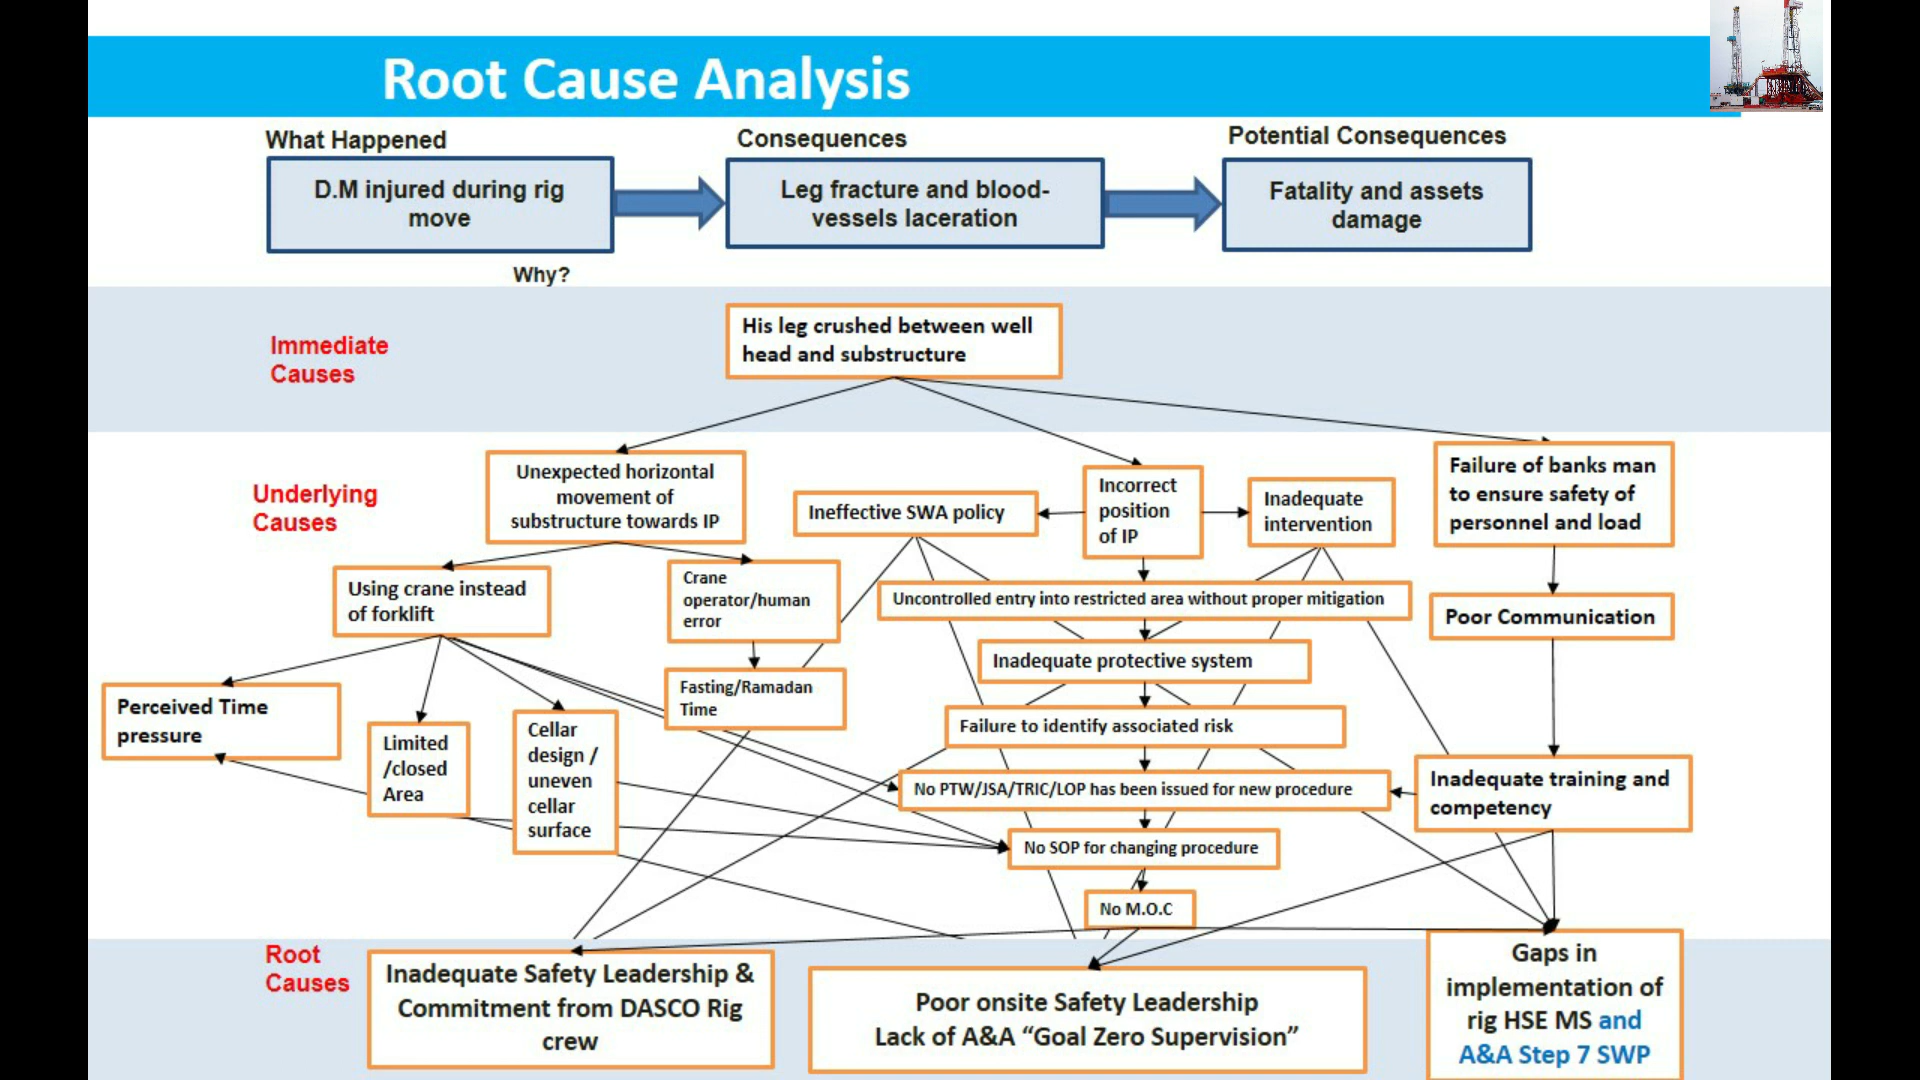 Root Cause Analysis
What Happened
Consequences
Potential Consequences
D.M injured during rig
move
Leg fracture and blood-
vessels laceration
Fatality and assets
damage
Why?
Immediate
Causes
His leg crushed between well
head and substructure
Underlying
Causes
Unexpected horizontal
movement of
substructure towards IP
Ineffective SWA policy
Incorrect
position
of IP
Inadequate
intervention
Failure of banks man
to ensure safety of
personnel and load
Using crane instead
of forklift
Crane
operator/human
error
Uncontrolled entry into restricted area without proper mitigation
Poor Communication
Inadequate protective system
Perceived Time
pressure
Fasting/Ramadan
Time
Failure to identify associated risk
Limited
/closed
Area
Cellar
design /
uneven
cellar
surface
No PTW/JSA/TRIC/LOP has been issued for new procedure
Inadequate training and
competency
No SOP for changing procedure
No M.O.C
Root
Causes
Inadequate Safety Leadership &
Commitment from DASCO Rig
crew
Poor onsite Safety Leadership
Lack of A&A “Goal Zero Supervision”
Gaps in
implementation of
rig HSE MS and
A&A Step 7 SWP